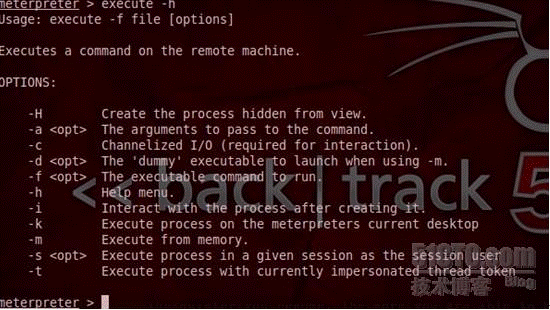 meterpreter > execute -h
Usage: execute -f file [options]
Executes a command on the remote machine.
OPTIONS:
-H Create the process hidden from view.
-a <opt> The arguments to pass to the command.
-c Channelized I/O (required for interaction).
-d <opt> The 'dummy' executable to launch when using -m.
-f <opt> The executable command to run.
-h Help menu.
-i Interact with the process after creating it.
-k Execute process on the meterpreters current desktop
-m Execute from memory.
-s <opt> Execute process in a given session as the session user
-t Execute process with currently impersonated thread token
meterpreter >
<< back | track 5
51CTO.com
技术博客 Blog